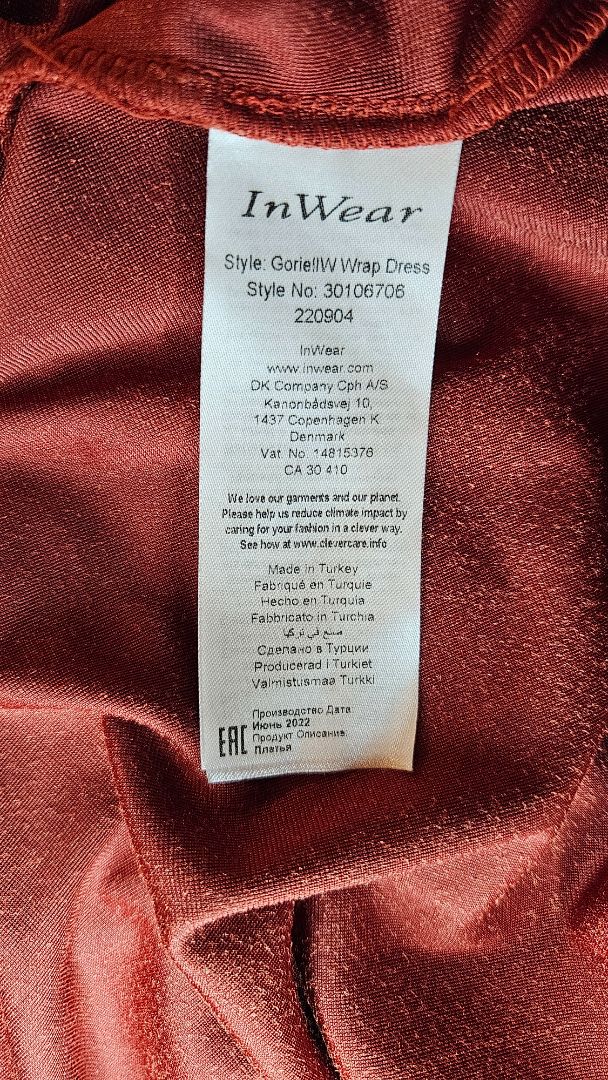 InWear
Style: GorielIW Wrap Dress
Style No: 30106706
220904
InWear
www.inwear.com
DK Company Cph A/S
Kanonbådsvej 10,
1437 Copenhagen K
Denmark
Vat. No. 14815376
CA 30 410
We love our garments and our planet.
Please help us reduce climate impact by
caring for your fashion in a clever way.
See how at www.clevercare.info
Made in Turkey
Fabriqué en Turquie
Hecho en Turquia
Fabbricato in Turchia
صنع في تركيا
Сделано в Турции
Producerad i Turkiet
Valmistusmaa Turkki
Производство Дата:
Июнь 2022
Продукт Описание:
Платья
EAC